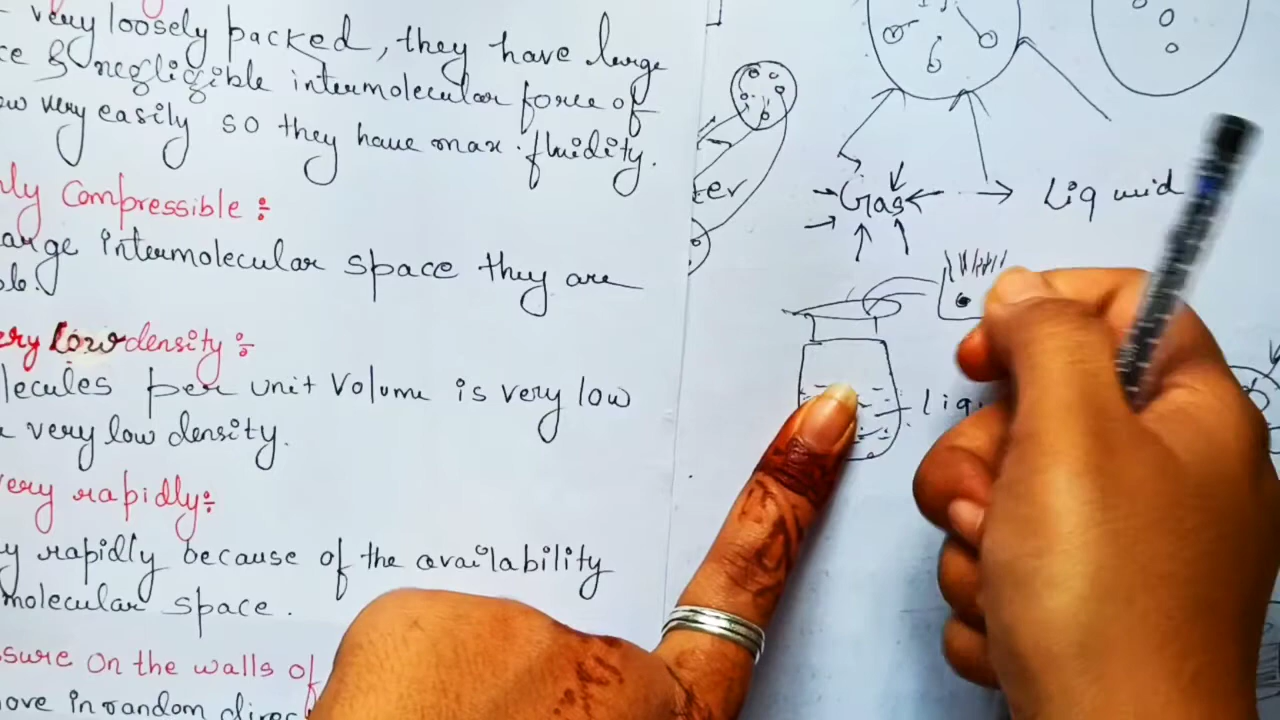 very loosely packed, they have large
ce & negligible intermolecular force of
ow very easily so they have max. fluidity.
ly Compressible :
arge intermolecular space they are
ble.
ery low density :
lecules per unit Volume is very low
very low density.
very rapidly :
y rapidly because of the availability
molecular space.
ssure on the walls of
ove in random direc
ter
Gas
Liquid
Liq